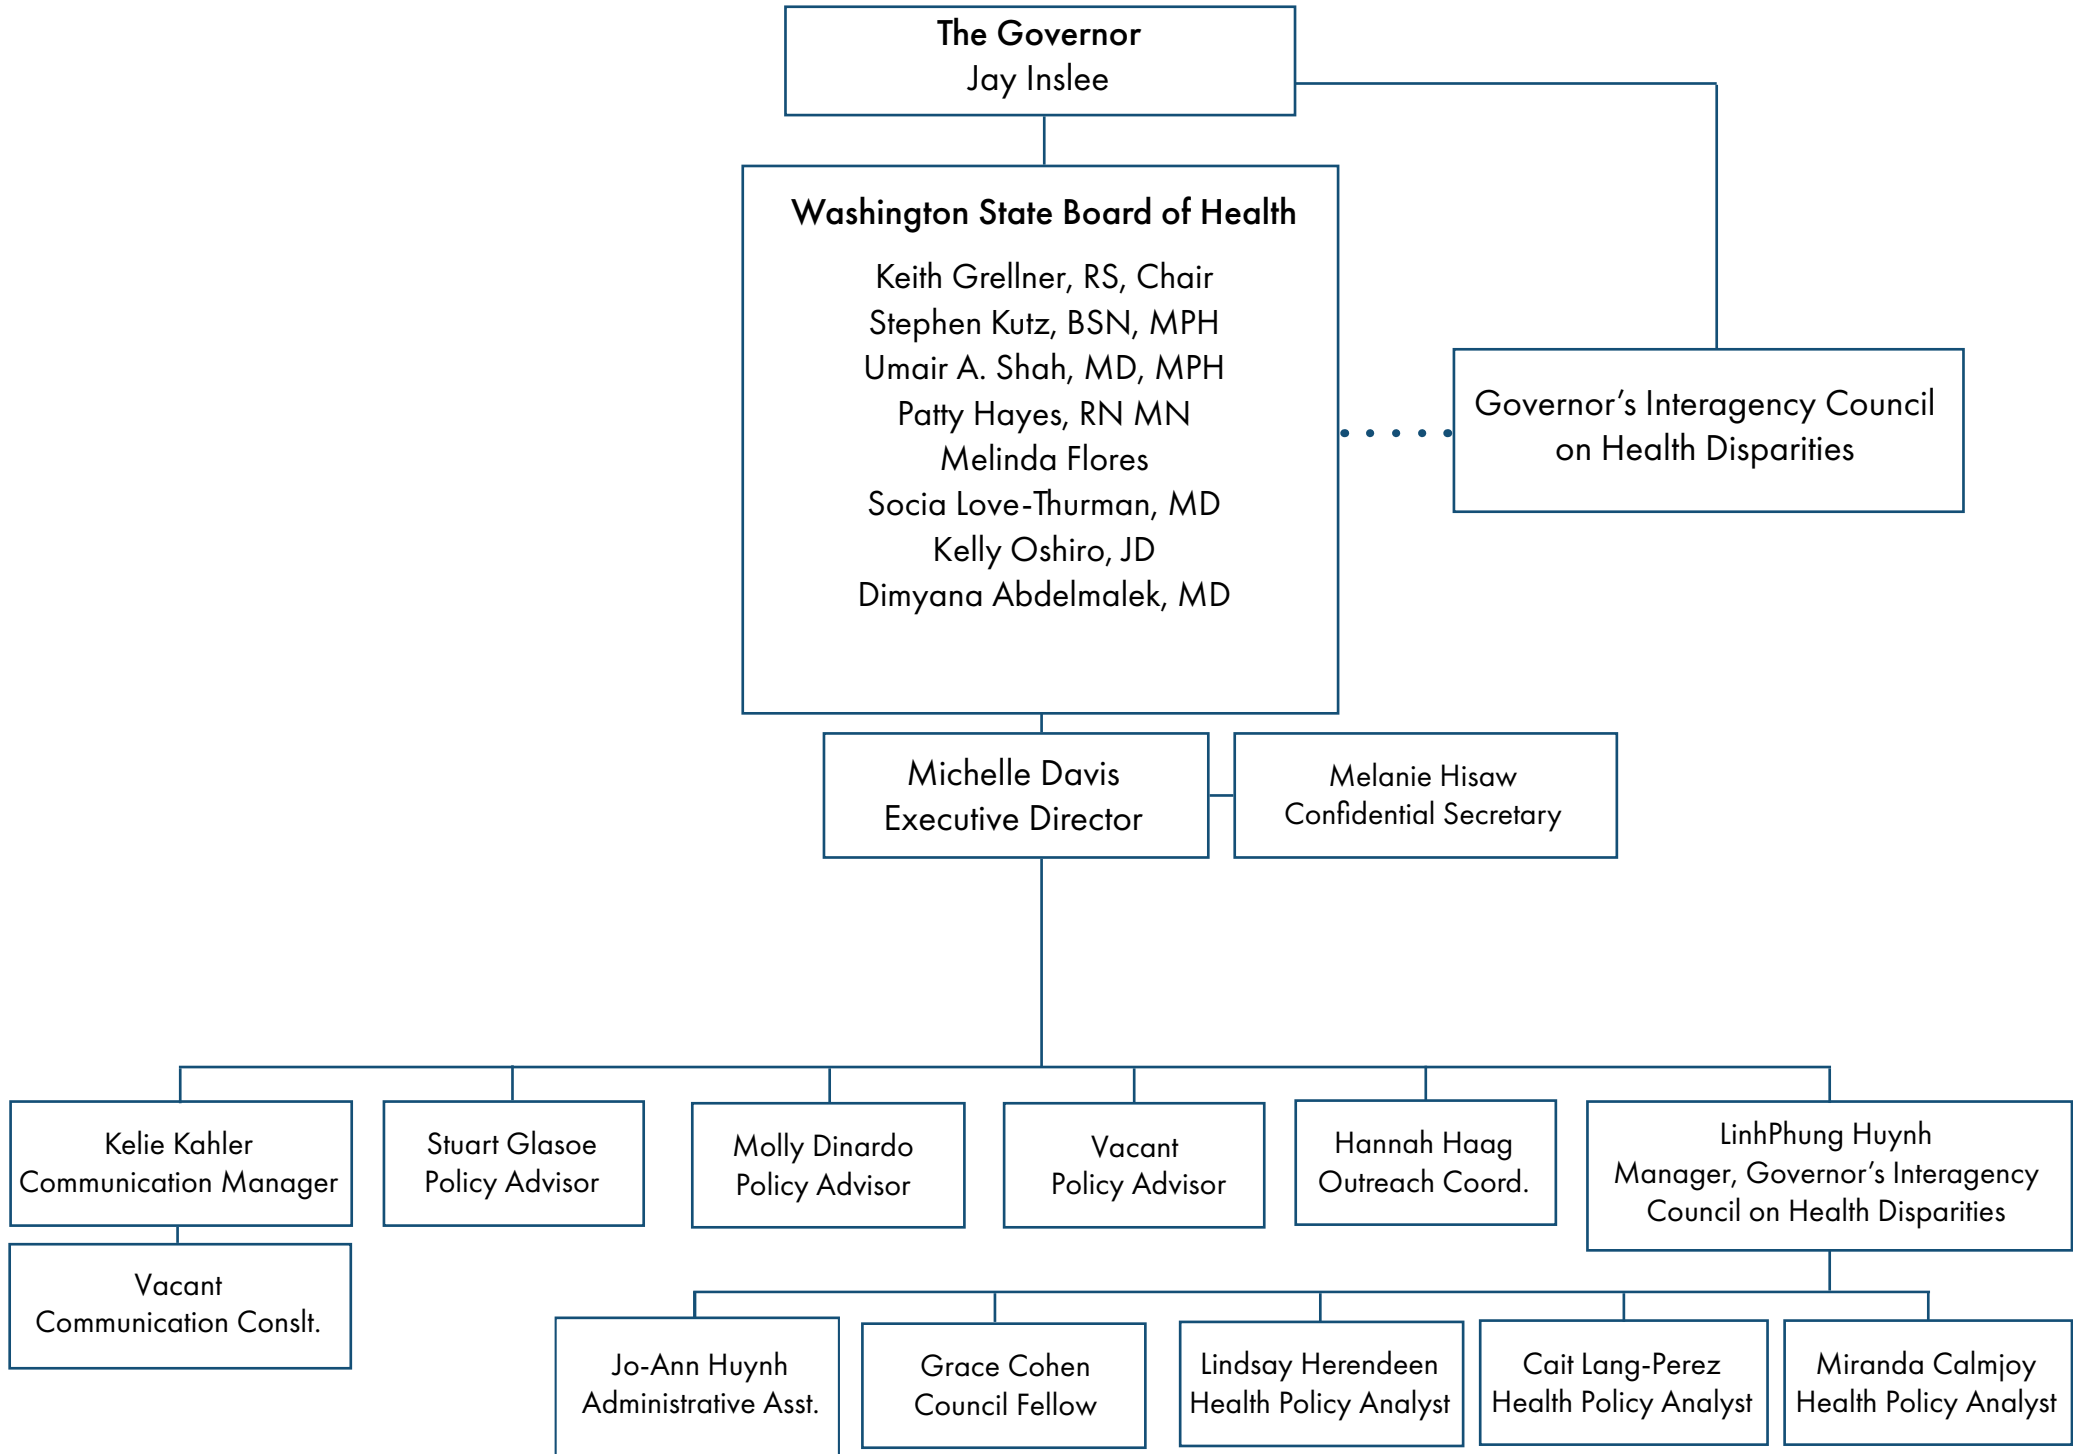 The Governor
Jay Inslee
Washington State Board of Health
Keith Grellner, RS, Chair
Stephen Kutz, BSN, MPH
Umair A. Shah, MD, MPH
Patty Hayes, RN MN
Melinda Flores
Socia Love-Thurman, MD
Kelly Oshiro, JD
Dimyana Abdelmalek, MD
Governor’s Interagency Council
on Health Disparities
Michelle Davis
Executive Director
Melanie Hisaw
Confidential Secretary
Kelie Kahler
Communication Manager
Stuart Glasoe
Policy Advisor
Molly Dinardo
Policy Advisor
Vacant
Policy Advisor
Hannah Haag
Outreach Coord.
LinhPhung Huynh
Manager, Governor’s Interagency
Council on Health Disparities
Vacant
Communication Conslt.
Jo-Ann Huynh
Administrative Asst.
Grace Cohen
Council Fellow
Lindsay Herendeen
Health Policy Analyst
Cait Lang-Perez
Health Policy Analyst
Miranda Calmjoy
Health Policy Analyst